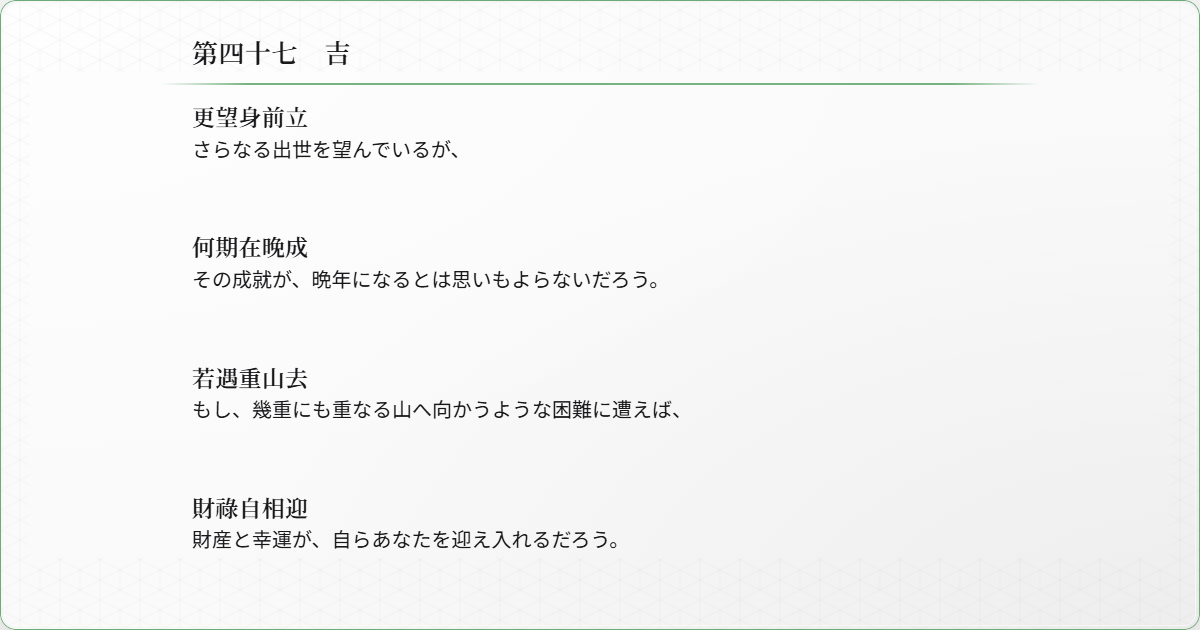 第四十七　吉
更望身前立
さらなる出世を望んでいるが、
何期在晩成
その成就が、晩年になるとは思いもよらないだろう。
若遇重山去
もし、幾重にも重なる山へ向かうような困難に遭えば、
財祿自相迎
財産と幸運が、自らあなたを迎え入れるだろう。